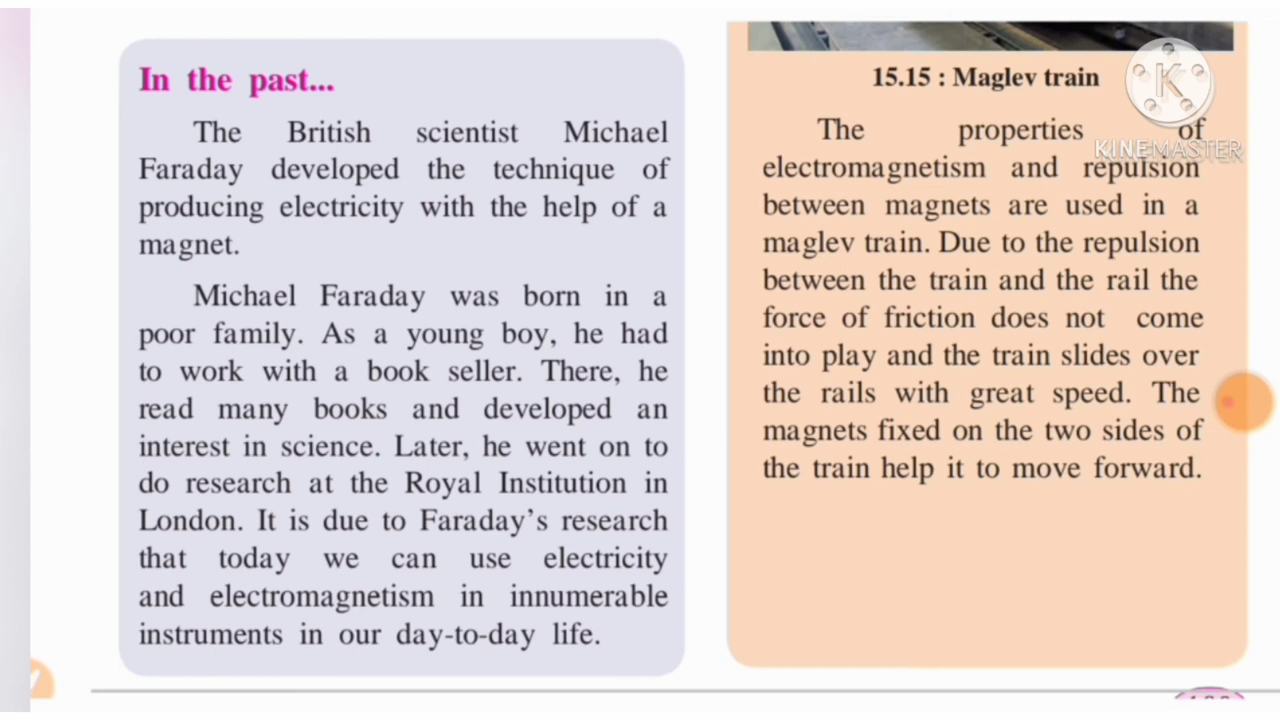 In the past...
The British scientist Michael
Faraday developed the technique of
producing electricity with the help of a
magnet.
Michael Faraday was born in a
poor family. As a young boy, he had
to work with a book seller. There, he
read many books and developed an
interest in science. Later, he went on to
do research at the Royal Institution in
London. It is due to Faraday's research
that today we can use electricity
and electromagnetism in innumerable
instruments in our day-to-day life.
15.15 : Maglev train
The properties of
electromagnetism and repulsion
between magnets are used in a
maglev train. Due to the repulsion
between the train and the rail the
force of friction does not come
into play and the train slides over
the rails with great speed. The
magnets fixed on the two sides of
the train help it to move forward.
K
KINEMASTER